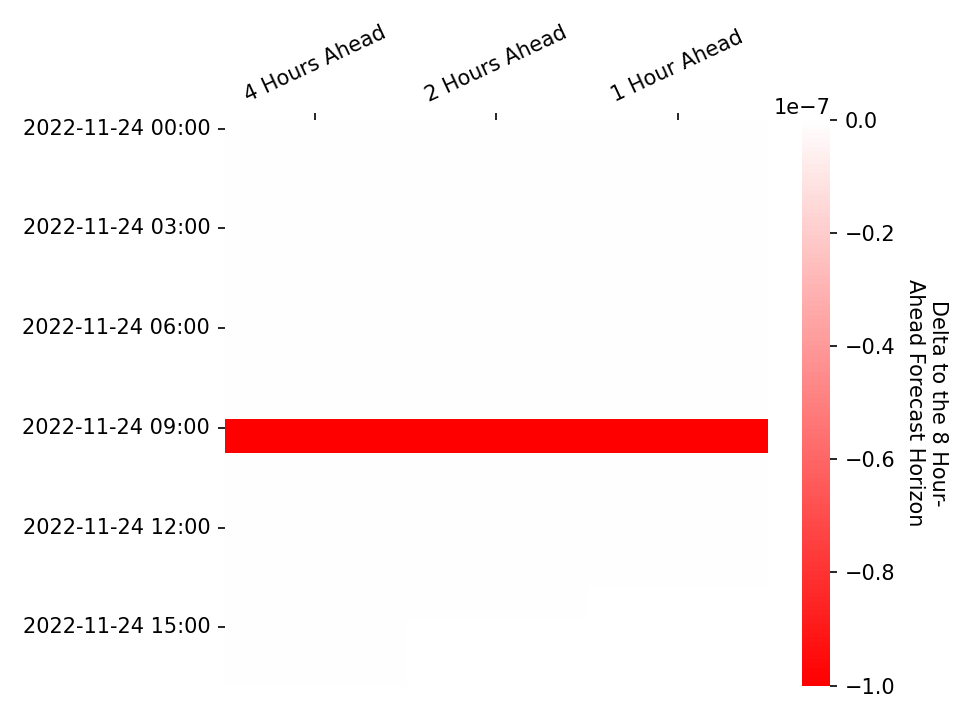 4 Hours Ahead
2 Hours Ahead
1 Hour Ahead
1e−7
2022-11-24 00:00
2022-11-24 03:00
2022-11-24 06:00
2022-11-24 09:00
2022-11-24 12:00
2022-11-24 15:00
0.0
−0.2
−0.4
−0.6
−0.8
−1.0
Delta to the 8 Hour-
Ahead Forecast Horizon